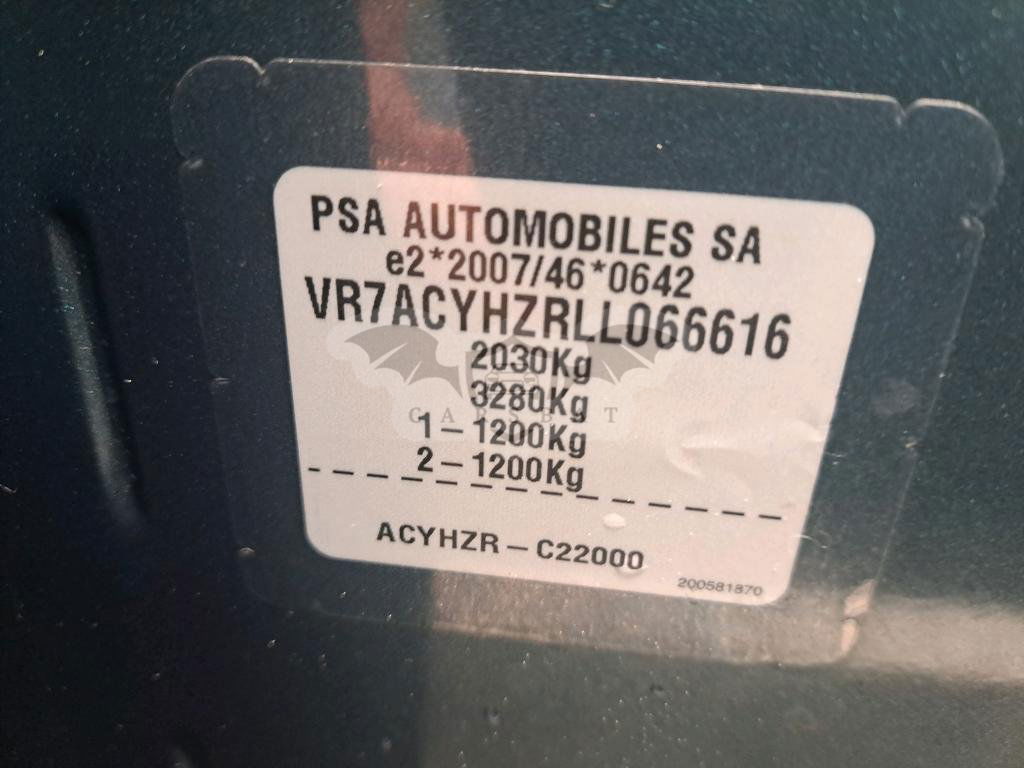 PSA AUTOMOBILES SA
e2*2007/46*0642
VR7ACYHZRLL066616
2030Kg
3280Kg
1-1200Kg
2-1200Kg
ACYHZR-C22000
200581870